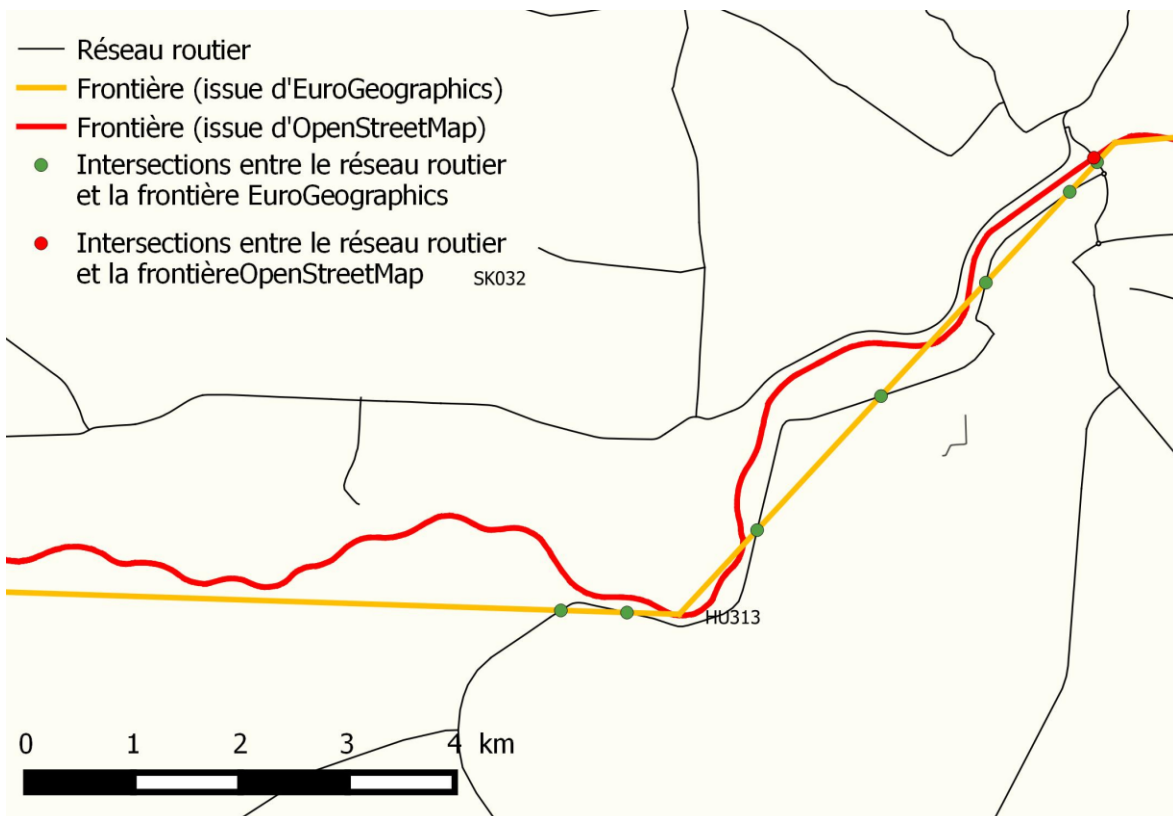 Réseau routier
Frontière (issue d'EuroGeographics)
Frontière (issue d'OpenStreetMap)
Intersections entre le réseau routier
et la frontière EuroGeographics
Intersections entre le réseau routier
et la frontièreOpenStreetMap
SK032
HU313
0 1 2 3 4 km